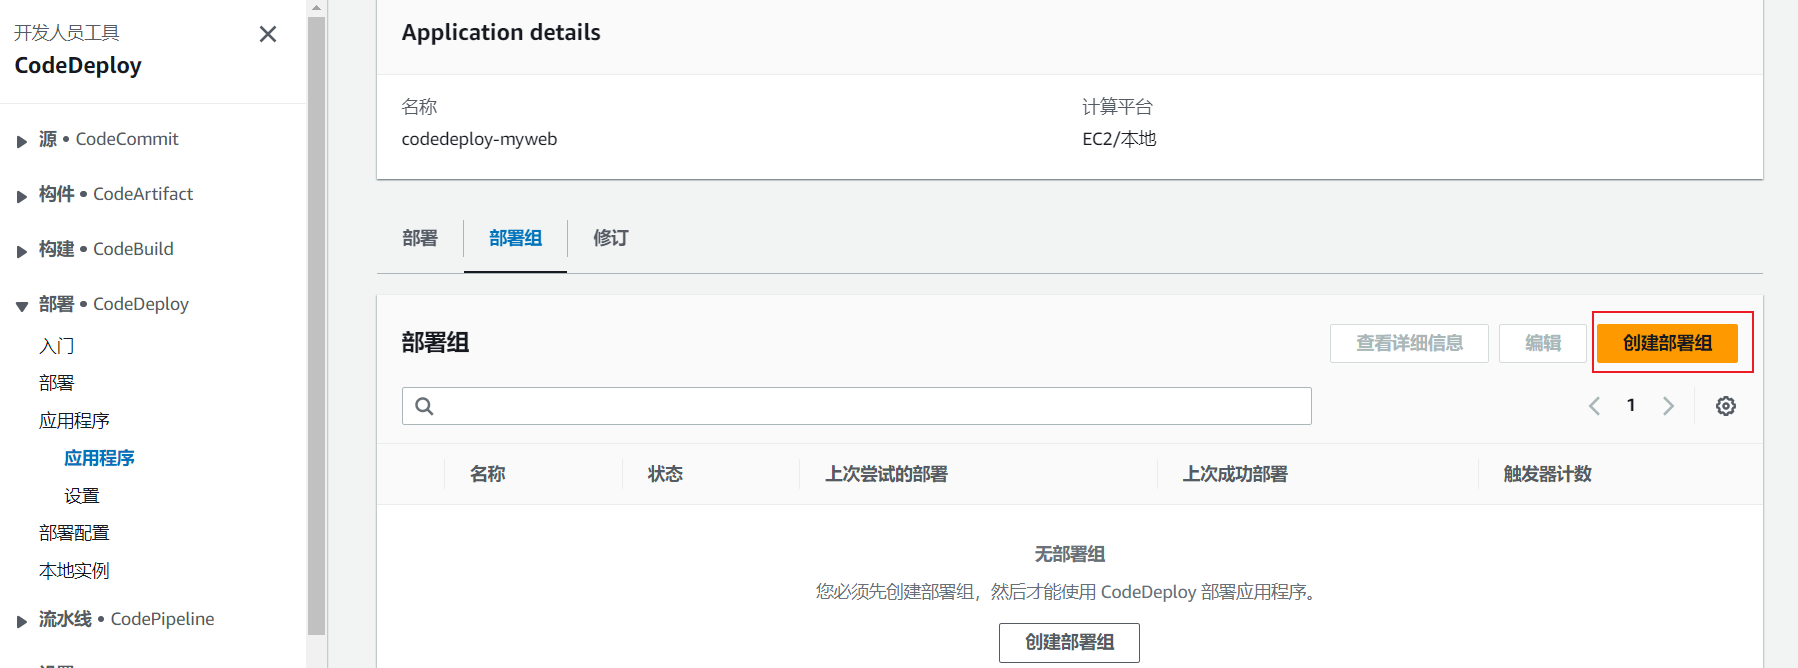 开发人员工具
CodeDeploy
源 • CodeCommit
构件 • CodeArtifact
构建 • CodeBuild
部署 • CodeDeploy
入门
部署
应用程序
应用程序
设置
部署配置
本地实例
流水线 • CodePipeline
Application details
名称
codedeploy-myweb
计算平台
EC2/本地
部署 部署组 修订
部署组
查看详细信息 编辑 创建部署组
1
名称 状态 上次尝试的部署 上次成功部署 触发器计数
无部署组
您必须先创建部署组，然后才能使用 CodeDeploy 部署应用程序。
创建部署组